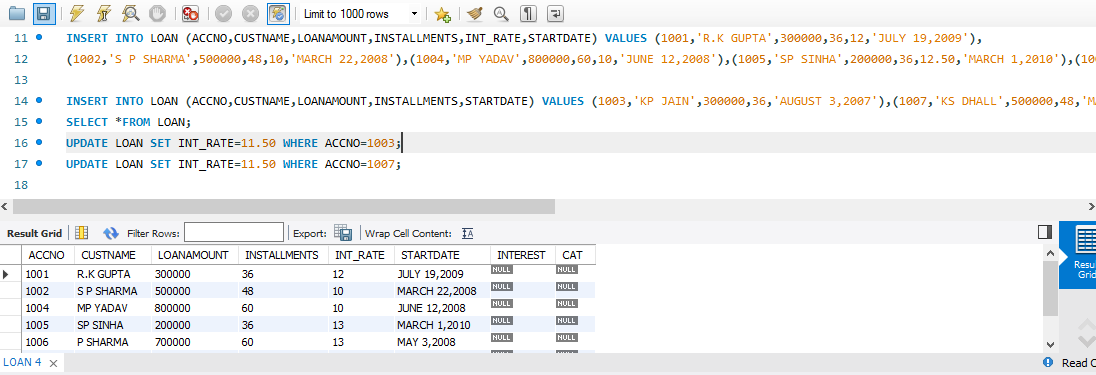 Limit to 1000 rows
11 INSERT INTO LOAN (ACCNO,CUSTNAME,LOANAMOUNT,INSTALLMENTS,INT_RATE,STARTDATE) VALUES (1001,'R.K GUPTA',300000,36,12,'JULY 19,2009'),
12 (1002,'S P SHARMA',500000,48,10,'MARCH 22,2008'),(1004,'MP YADAV',800000,60,10,'JUNE 12,2008'),(1005,'SP SINHA',200000,36,12.50,'MARCH 1,2010'),(10
14 INSERT INTO LOAN (ACCNO,CUSTNAME,LOANAMOUNT,INSTALLMENTS,STARTDATE) VALUES (1003,'KP JAIN',300000,36,'AUGUST 3,2007'),(1007,'KS DHALL',500000,48,'M
15 SELECT *FROM LOAN;
16 UPDATE LOAN SET INT_RATE=11.50 WHERE ACCNO=1003;
17 UPDATE LOAN SET INT_RATE=11.50 WHERE ACCNO=1007;
18
Result Grid Filter Rows: Export: Wrap Cell Content:
ACCNO CUSTNAME LOANAMOUNT INSTALLMENTS INT_RATE STARTDATE INTEREST CAT
1001 R.K GUPTA 300000 36 12 JULY 19,2009 NULL NULL
1002 S P SHARMA 500000 48 10 MARCH 22,2008 NULL NULL
1004 MP YADAV 800000 60 10 JUNE 12,2008 NULL NULL
1005 SP SINHA 200000 36 13 MARCH 1,2010 NULL NULL
1006 P SHARMA 700000 60 13 MAY 3,2008 NULL NULL
Resu
Grid
LOAN 4
Read O